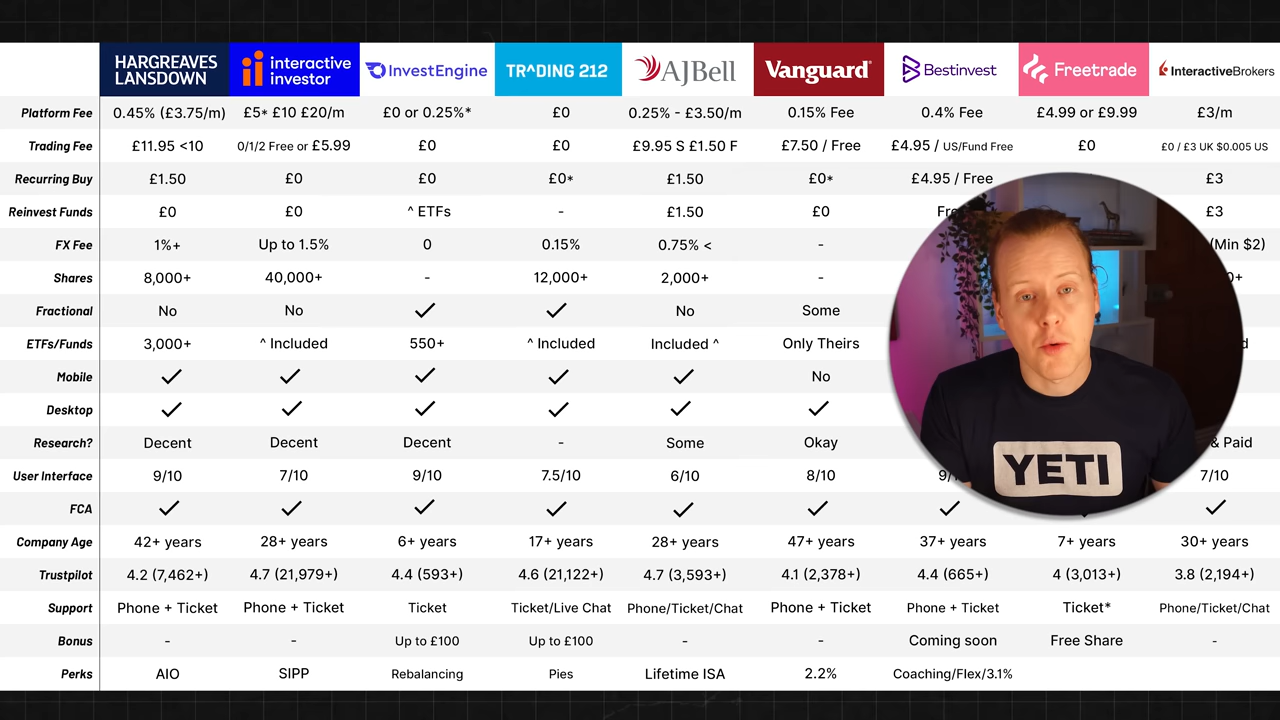 HARGREAVES LANSDOWN interactive investor InvestEngine TR^DING 212 AJBell Vanguard Bestinvest Freetrade InteractiveBrokers
Platform Fee 0.45% (£3.75/m) £5* £10 £20/m £0 or 0.25%* £0 0.25% - £3.50/m 0.15% Fee 0.4% Fee £4.99 or £9.99 £3/m
Trading Fee £11.95 <10 0/1/2 Free or £5.99 £0 £0 £9.95 S £1.50 F £7.50 / Free £4.95 / US/Fund Free £0 £0 / £3 UK $0.005 US
Recurring Buy £1.50 £0 £0 £0* £1.50 £0* £4.95 / Free £3
Reinvest Funds £0 £0 ^ ETFs - £1.50 £0 £3
FX Fee 1%+ Up to 1.5% 0 0.15% 0.75% < - (Min $2)
Shares 8,000+ 40,000+ - 12,000+ 2,000+ -
Fractional No No ✓ ✓ No Some
ETFs/Funds 3,000+ ^ Included 550+ ^ Included Included ^ Only Theirs
Mobile ✓ ✓ ✓ ✓ ✓ No
Desktop ✓ ✓ ✓ ✓ ✓ ✓
Research? Decent Decent Decent - Some Okay & Paid
User Interface 9/10 7/10 9/10 7.5/10 6/10 8/10 7/10
FCA ✓ ✓ ✓ ✓ ✓ ✓ ✓ ✓
Company Age 42+ years 28+ years 6+ years 17+ years 28+ years 47+ years 37+ years 7+ years 30+ years
Trustpilot 4.2 (7,462+) 4.7 (21,979+) 4.4 (593+) 4.6 (21,122+) 4.7 (3,593+) 4.1 (2,378+) 4.4 (665+) 4 (3,013+) 3.8 (2,194+)
Support Phone + Ticket Phone + Ticket Ticket Ticket/Live Chat Phone/Ticket/Chat Phone + Ticket Phone + Ticket Ticket* Phone/Ticket/Chat
Bonus - - Up to £100 Up to £100 - - Coming soon Free Share -
Perks AIO SIPP Rebalancing Pies Lifetime ISA 2.2% Coaching/Flex/3.1%
YETI